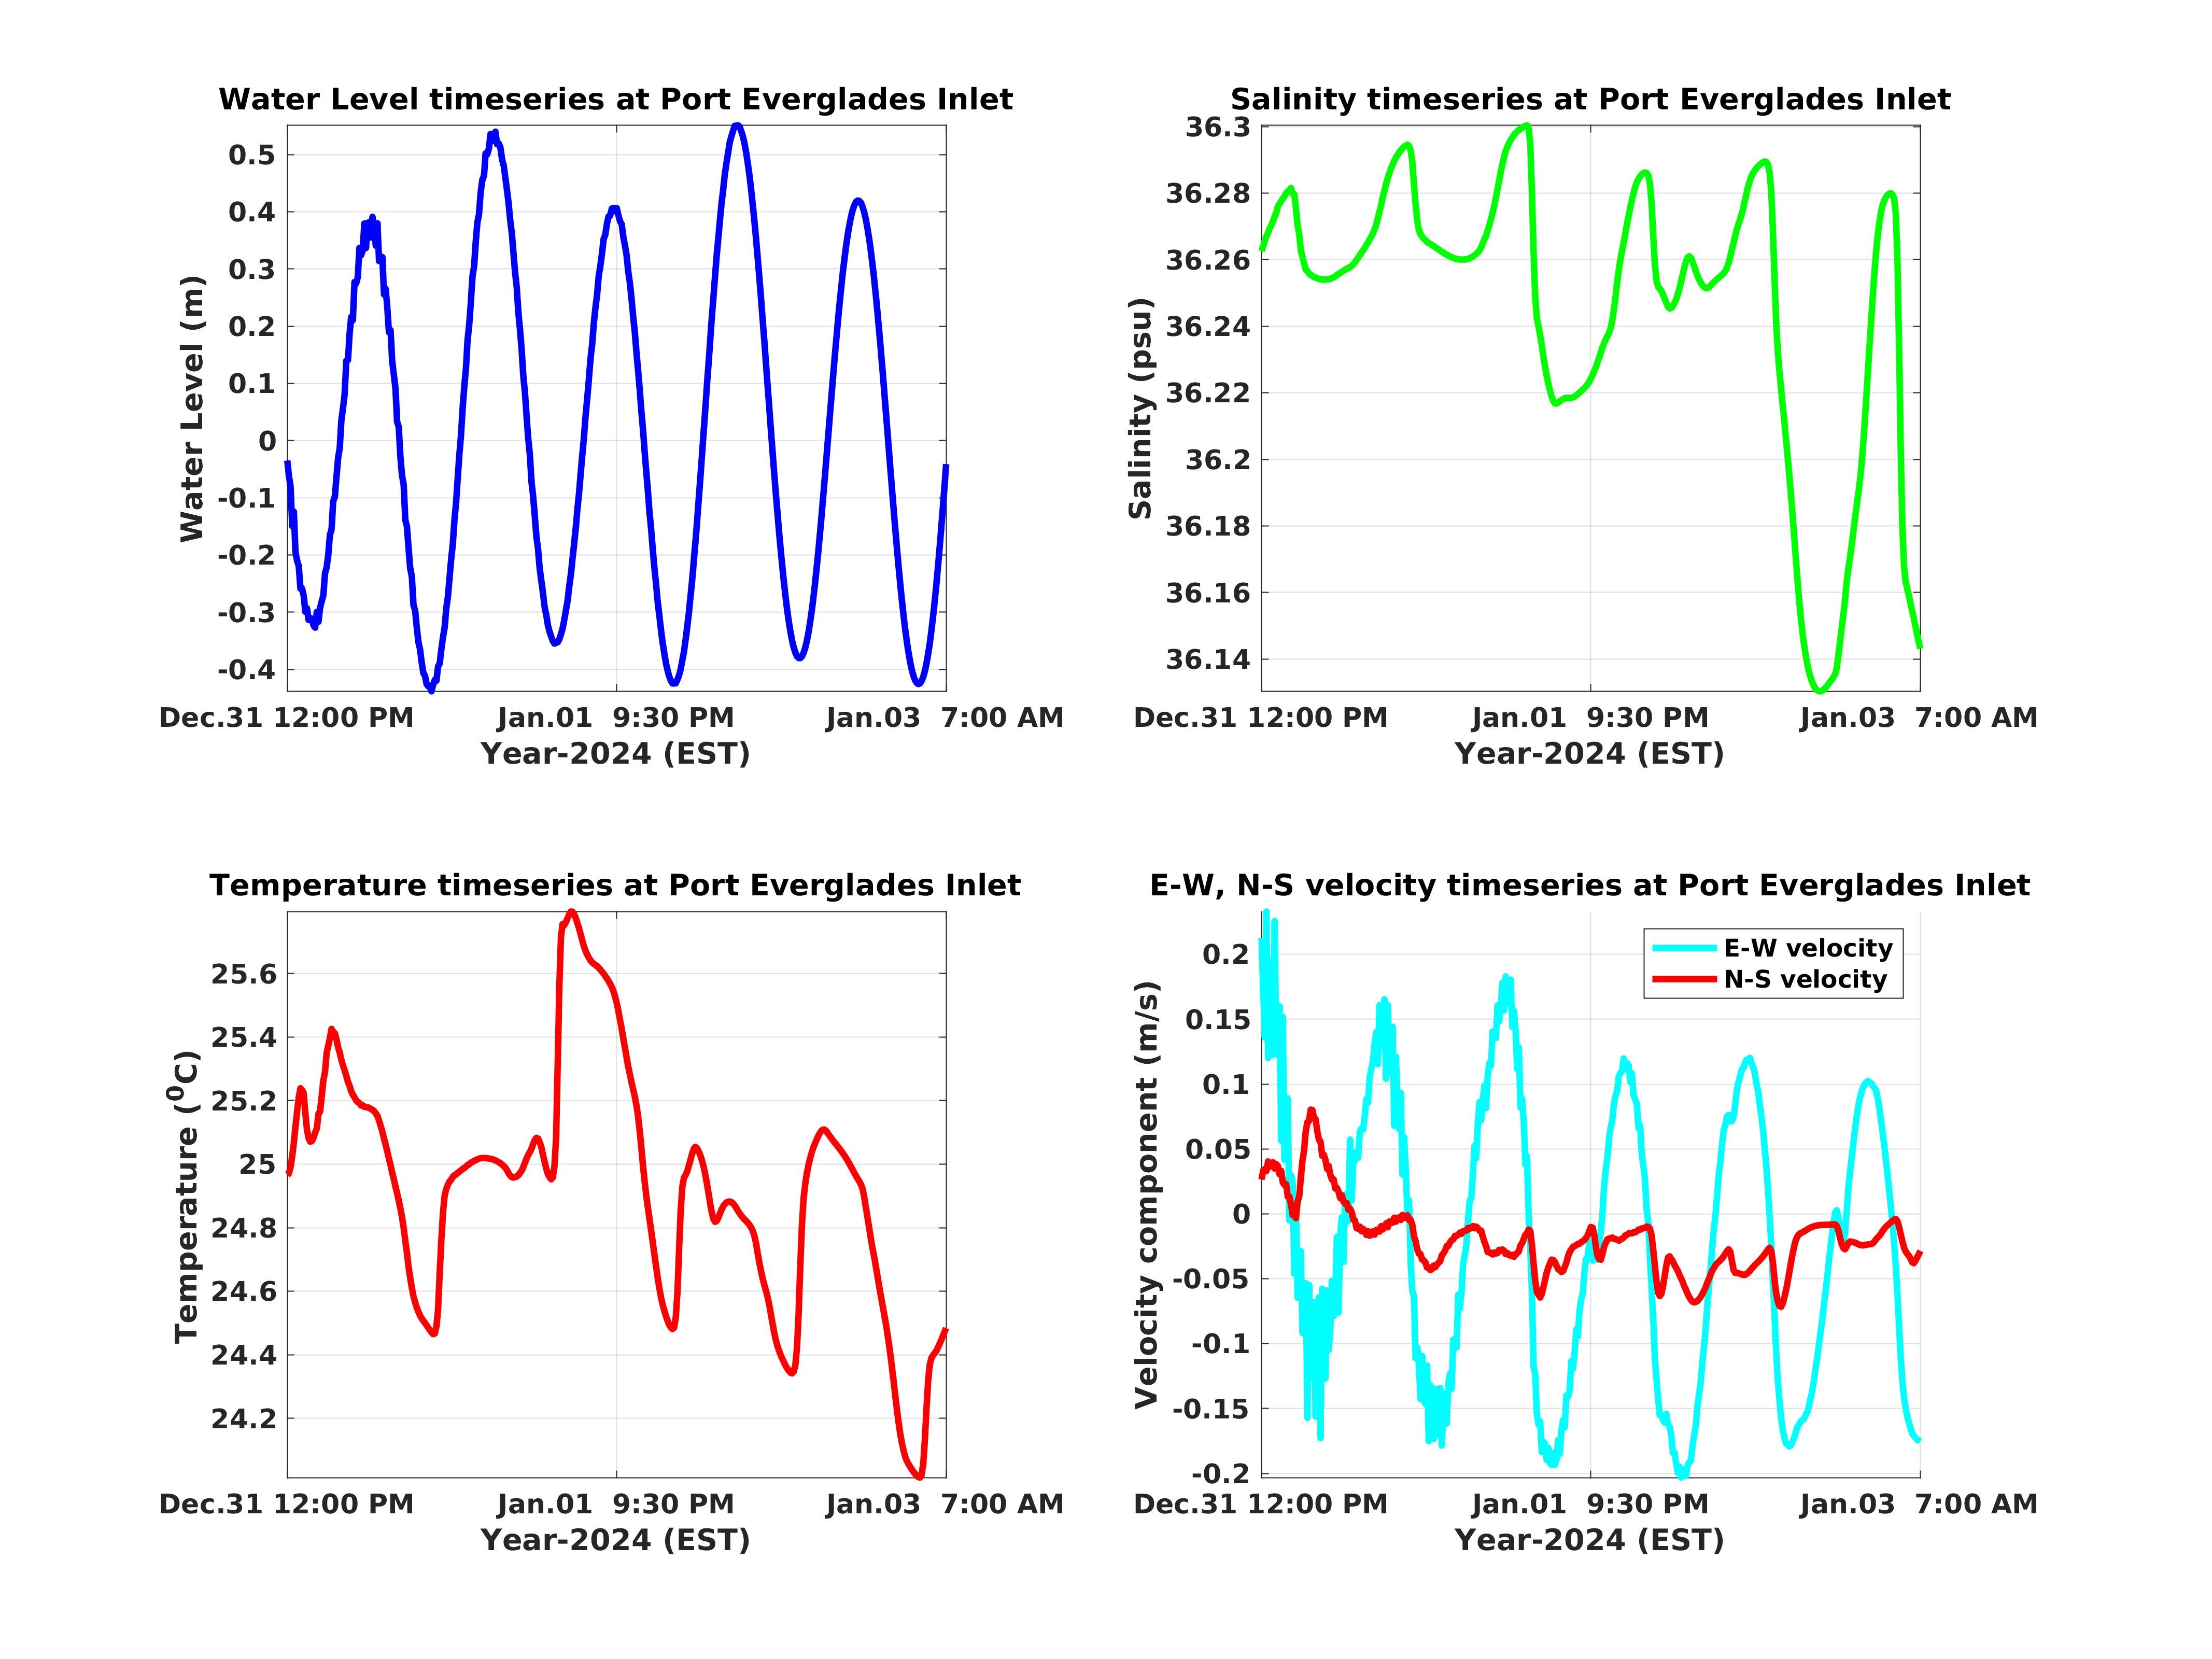 Water Level timeseries at Port Everglades Inlet
0.5
0.4
0.3
0.2
0.1
0
-0.1
-0.2
-0.3
-0.4
Water Level (m)
Dec.31 12:00 PM
Jan.01  9:30 PM
Jan.03  7:00 AM
Year-2024 (EST)
Salinity timeseries at Port Everglades Inlet
36.3
36.28
36.26
36.24
36.22
36.2
36.18
36.16
36.14
Salinity (psu)
Dec.31 12:00 PM
Jan.01  9:30 PM
Jan.03  7:00 AM
Year-2024 (EST)
Temperature timeseries at Port Everglades Inlet
25.6
25.4
25.2
25
24.8
24.6
24.4
24.2
Temperature (⁰C)
Dec.31 12:00 PM
Jan.01  9:30 PM
Jan.03  7:00 AM
Year-2024 (EST)
E-W, N-S velocity timeseries at Port Everglades Inlet
0.2
0.15
0.1
0.05
0
-0.05
-0.1
-0.15
-0.2
Velocity component (m/s)
E-W velocity
N-S velocity
Dec.31 12:00 PM
Jan.01  9:30 PM
Jan.03  7:00 AM
Year-2024 (EST)